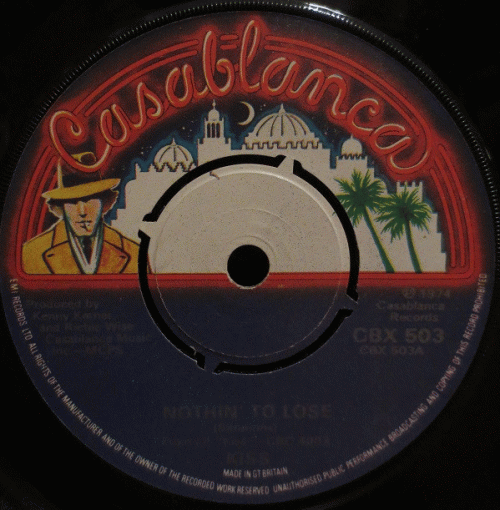 Casablanca
Produced by
Kenny Kerner
and Richie Wise
Casablanca Music
℗ 1974
Casablanca
Records
CBX 503
CBX 503A
NOTHIN' TO LOSE
KISS
MADE IN GT BRITAIN
EMI RECORDS LTD ALL RIGHTS OF THE MANUFACTURER AND OF THE OWNER OF THE RECORDED WORK RESERVED UNAUTHORISED PUBLIC PERFORMANCE BROADCASTING AND COPYING OF THIS RECORD PROHIBITED